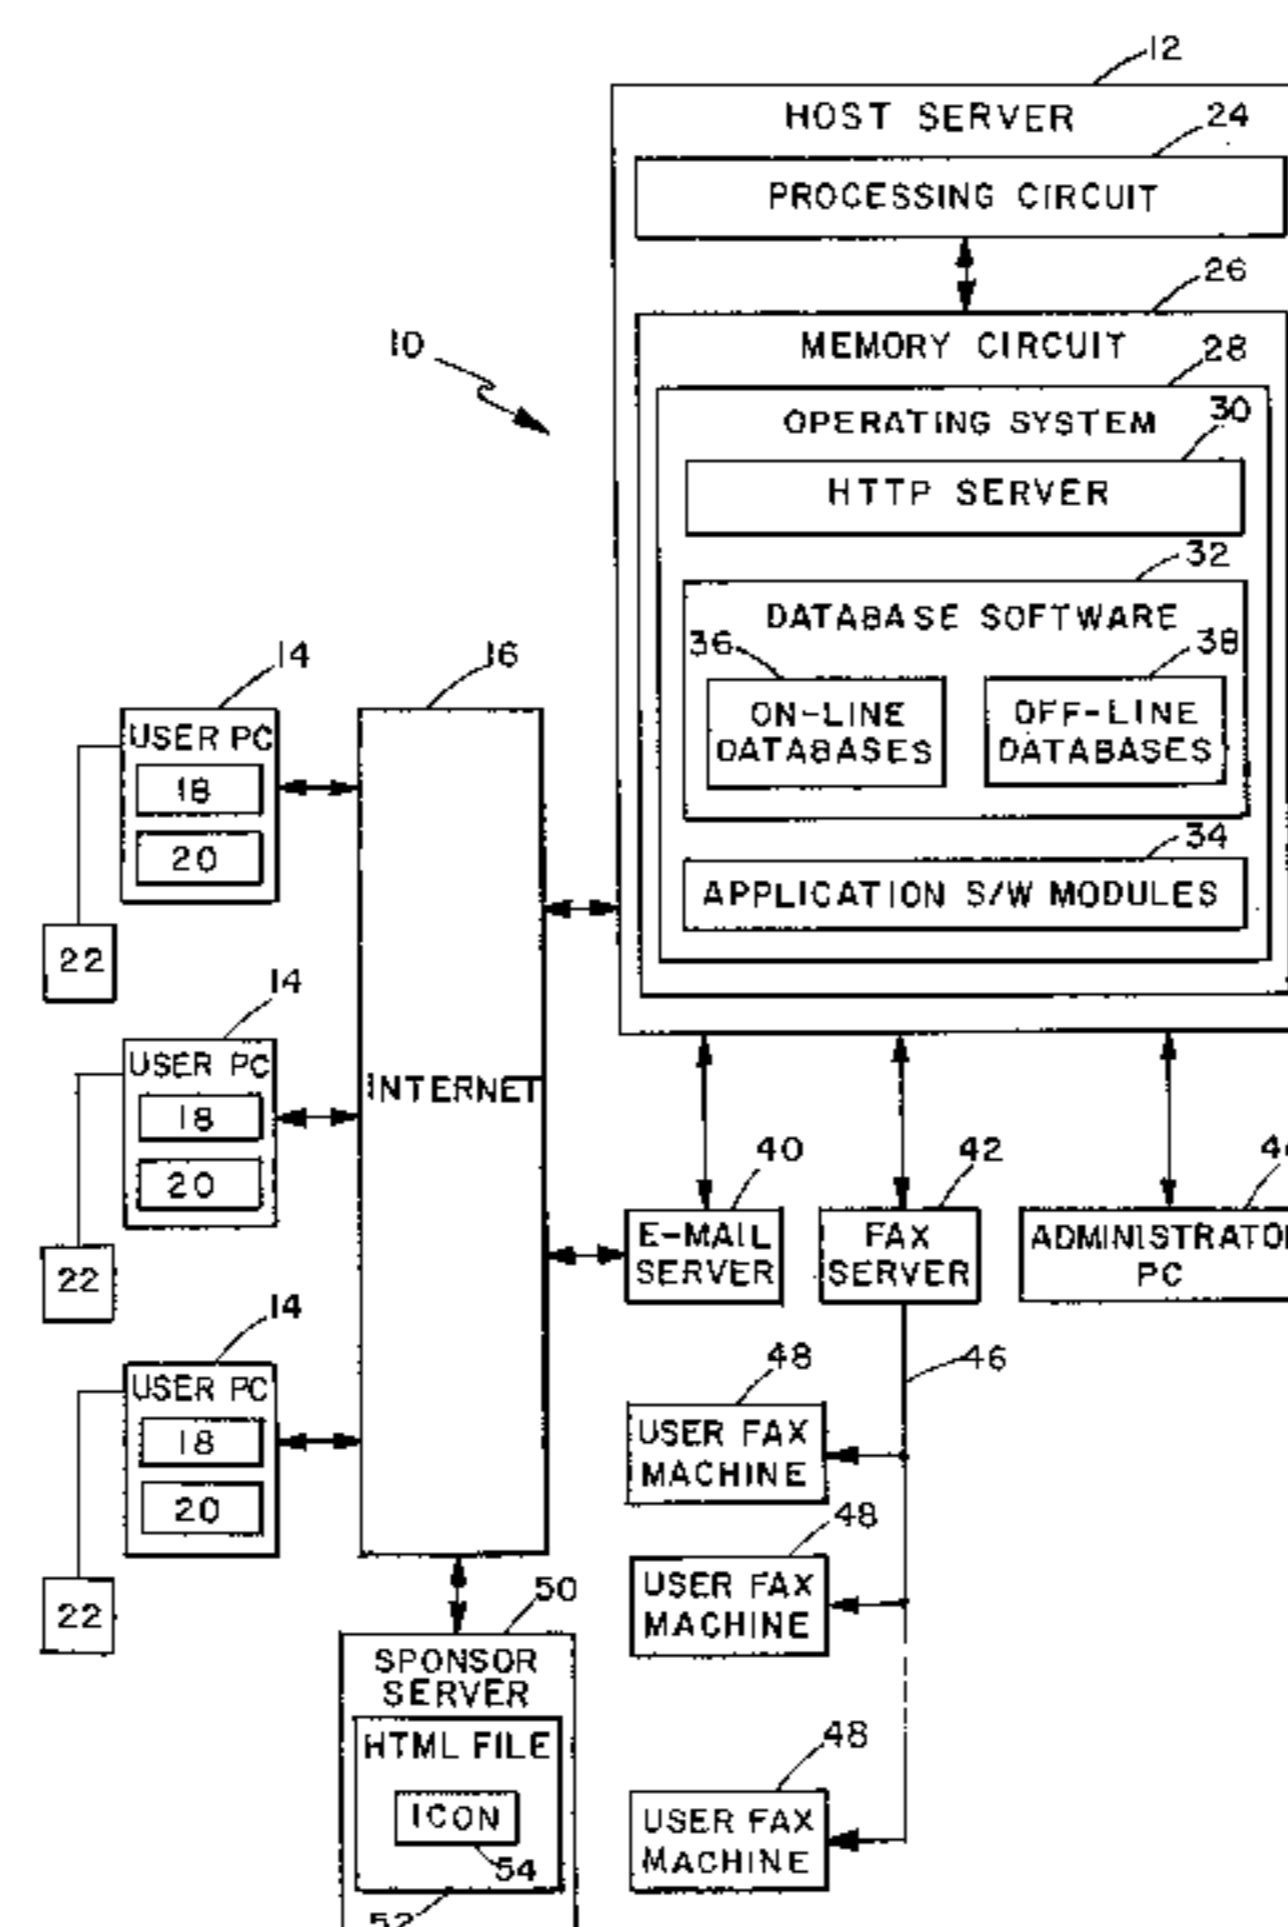 12
HOST SERVER
24
PROCESSING CIRCUIT
26
10
MEMORY CIRCUIT
28
OPERATING SYSTEM
30
HTTP SERVER
32
DATABASE SOFTWARE
36
38
ON-LINE
DATABASES
OFF-LINE
DATABASES
34
APPLICATION S/W MODULES
14
16
USER PC
18
20
22
14
USER PC
18
20
22
14
USER PC
18
20
22
INTERNET
40
42
E-MAIL
SERVER
FAX
SERVER
ADMINISTRATO
PC
46
48
USER FAX
MACHINE
48
USER FAX
MACHINE
48
USER FAX
MACHINE
50
SPONSOR
SERVER
HTML FILE
ICON
54
52